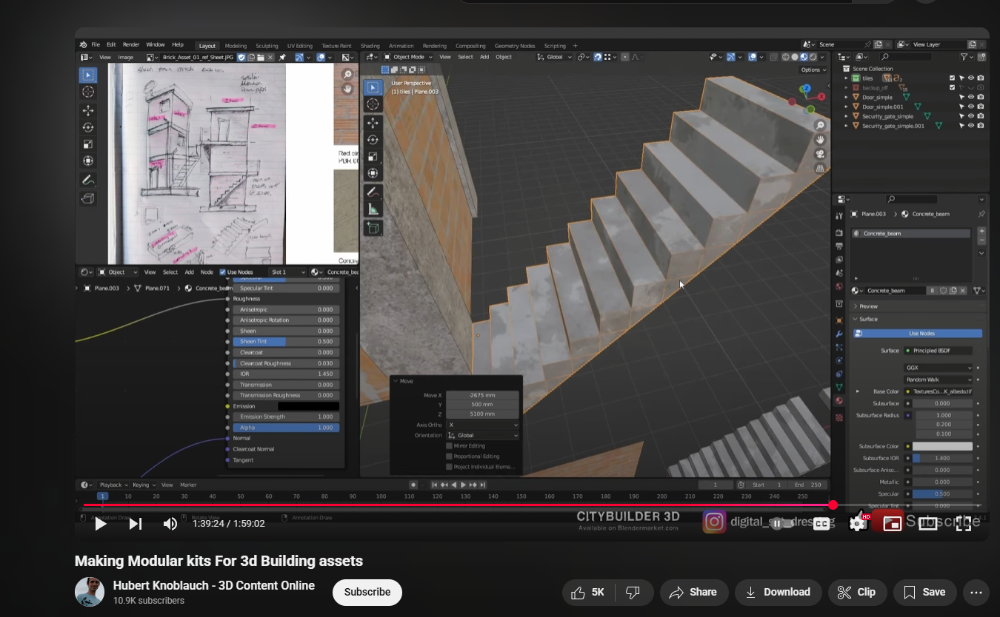 File Edit Render Window Help
Layout Modeling Sculpting UV Editing Texture Paint Shading Animation Rendering Compositing Geometry Nodes Scripting +
Scene
View Layer
View Image
Brick_Asset_01_ref_Sheet.JPG
Object Mode View Select Add Object
Global
Options
User Perspective
(1) tiles | Plane.003
Z
X
Red
PBR
Scene Collection
tiles
backup_off
15
Door_simple
Door_simple.001
Security_gate_simple
Security_gate_simple.001
Object View Select Add Node Use Nodes Slot 1
Plane.003 > Plane.071 >
Specular Tint 0.000
Roughness
Anisotropic 0.000
Anisotropic Rotation 0.000
Sheen 0.000
Sheen Tint 0.500
Clearcoat 0.000
Clearcoat Roughness 0.030
IOR 1.450
Transmission 0.000
Transmission Roughness 0.000
Emission
Emission Strength 1.000
Alpha 1.000
Normal
Clearcoat Normal
Tangent
Move
Move X -2675 mm
Y 500 mm
Z 5100 mm
Axis Ortho X
Orientation Global
Mirror Editing
Proportional Editing
Project Individual Eleme...
Plane.003 > Concrete_beam
Concrete_beam
Concrete_beam 8
Preview
Surface
Use Nodes
Surface Principled BSDF
GGX
Random Walk
Base Color TexturesCo...K_albedo.tif
Subsurface 0.000
Subsurface Radius 1.000
0.200
0.100
Subsurface Color
Subsurface IOR 1.400
Subsurface Aniso... 0.000
Metallic 0.000
Specular 0.500
Specular Tint 0.000
Playback Keying View Marker
1 Start 1 End 250
1 10 20 30 40 50 60 70 80 90 100 110 120 130 140 150 160 170 180 190 200 210 220 230 240 250
Annotation Draw Rotate View Annotation Draw
CITYBUILDER 3D
Available on Blendermarket.com
Subscribe
1:39:24 / 1:59:02
CC
HD
Making Modular kits For 3d Building assets
Hubert Knoblauch - 3D Content Online
10.9K subscribers
Subscribe
5K
Share
Download
Clip
Save